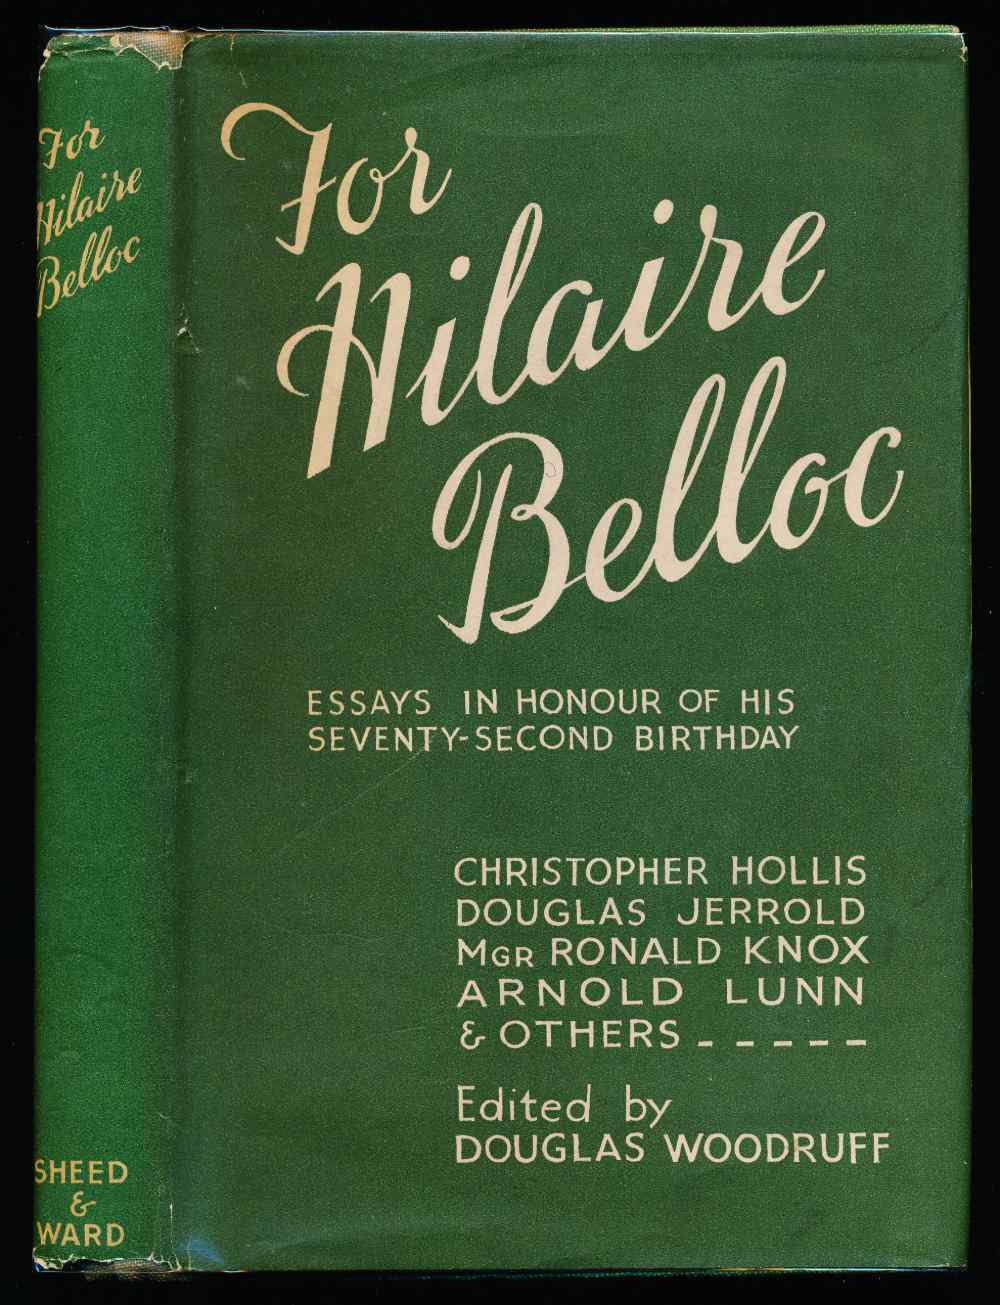 For
Hilaire
Belloc
SHEED
&
WARD
For
Hilaire
Belloc
ESSAYS IN HONOUR OF HIS
SEVENTY-SECOND BIRTHDAY
CHRISTOPHER HOLLIS
DOUGLAS JERROLD
MGR RONALD KNOX
ARNOLD LUNN
& OTHERS _ _ _ _ _
Edited by
DOUGLAS WOODRUFF